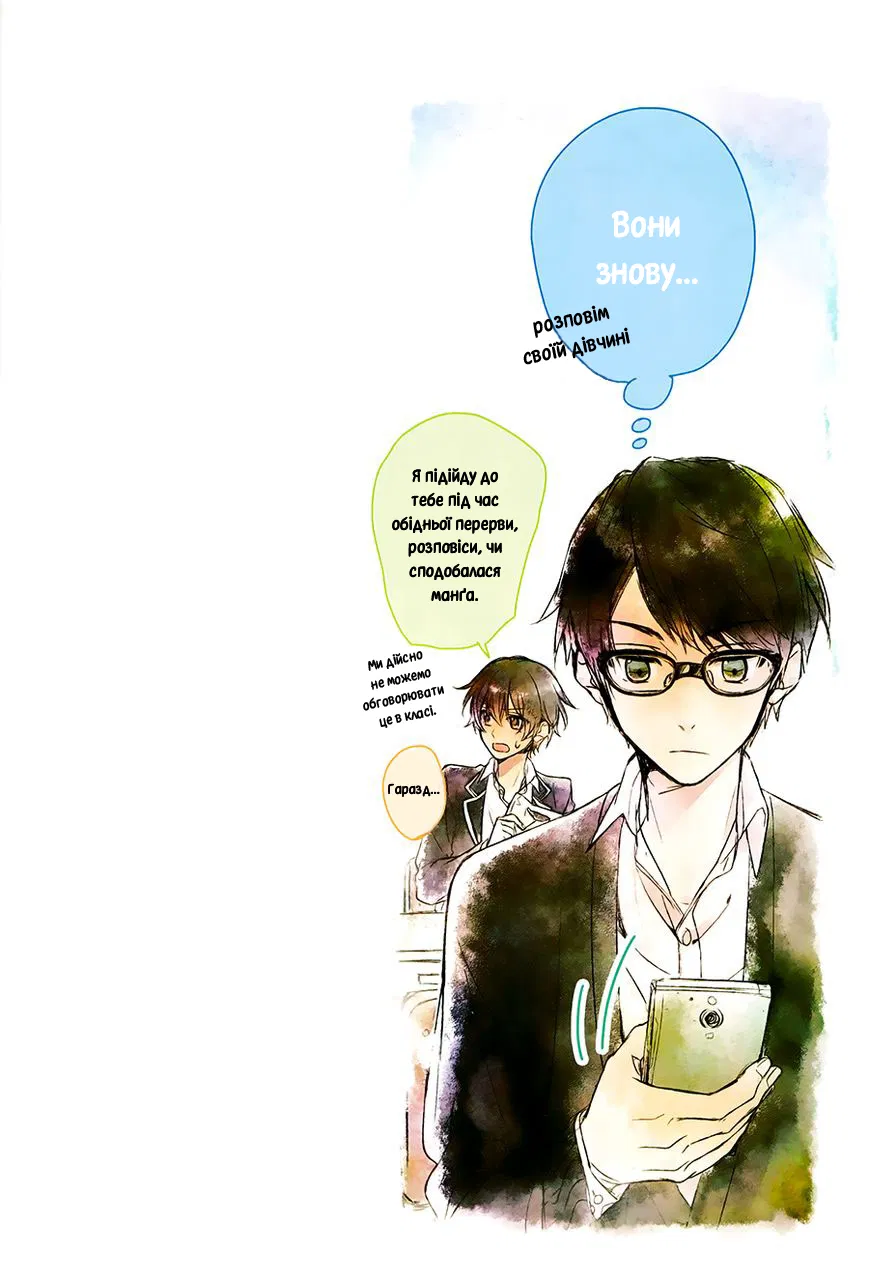 Вони
знову...
розповім
своїй дівчині
Я підійду до
тебе під час
обідньої перерви,
розповіси, чи
сподобалася
манґа.
Ми дійсно
не можемо
обговорювати
це в класі.
Гаразд...